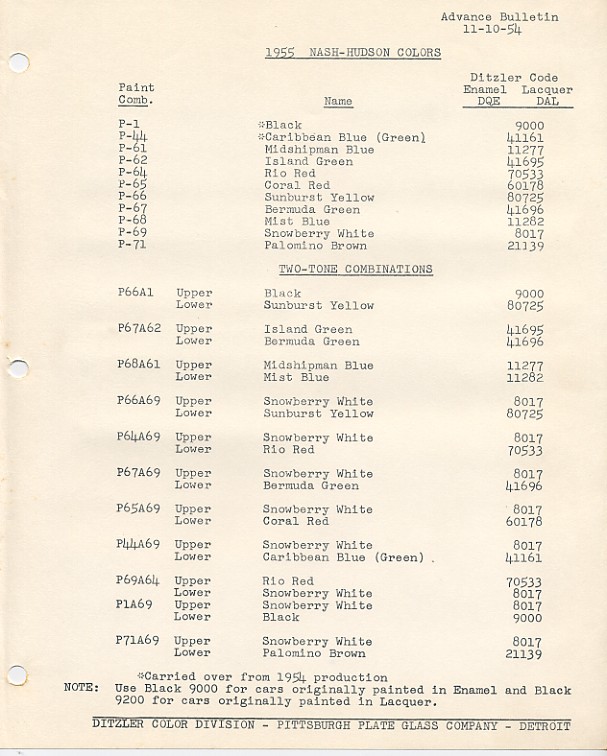 Advance Bulletin
11-10-54
1955 NASH-HUDSON COLORS
Ditzler Code
Paint Enamel Lacquer
Comb. Name DQE DAL
P-1 *Black 9000
P-44 *Caribbean Blue (Green) 41161
P-61 Midshipman Blue 11277
P-62 Island Green 41695
P-64 Rio Red 70533
P-65 Coral Red 60178
P-66 Sunburst Yellow 80725
P-67 Bermuda Green 41696
P-68 Mist Blue 11282
P-69 Snowberry White 8017
P-71 Palomino Brown 21139
TWO-TONE COMBINATIONS
P66A1 Upper Black 9000
Lower Sunburst Yellow 80725
P67A62 Upper Island Green 41695
Lower Bermuda Green 41696
P68A61 Upper Midshipman Blue 11277
Lower Mist Blue 11282
P66A69 Upper Snowberry White 8017
Lower Sunburst Yellow 80725
P64A69 Upper Snowberry White 8017
Lower Rio Red 70533
P67A69 Upper Snowberry White 8017
Lower Bermuda Green 41696
P65A69 Upper Snowberry White 8017
Lower Coral Red 60178
P44A69 Upper Snowberry White 8017
Lower Caribbean Blue (Green) 41161
P69A64 Upper Rio Red 70533
Lower Snowberry White 8017
P1A69 Upper Snowberry White 8017
Lower Black 9000
P71A69 Upper Snowberry White 8017
Lower Palomino Brown 21139
*Carried over from 1954 production
NOTE: Use Black 9000 for cars originally painted in Enamel and Black
9200 for cars originally painted in Lacquer.
DITZLER COLOR DIVISION - PITTSBURGH PLATE GLASS COMPANY - DETROIT